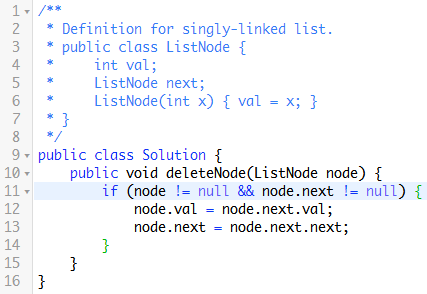 1 /**
2  * Definition for singly-linked list.
3  * public class ListNode {
4  *     int val;
5  *     ListNode next;
6  *     ListNode(int x) { val = x; }
7  * }
8  */
9 public class Solution {
10     public void deleteNode(ListNode node) {
11         if (node != null && node.next != null) {
12             node.val = node.next.val;
13             node.next = node.next.next;
14         }
15     }
16 }